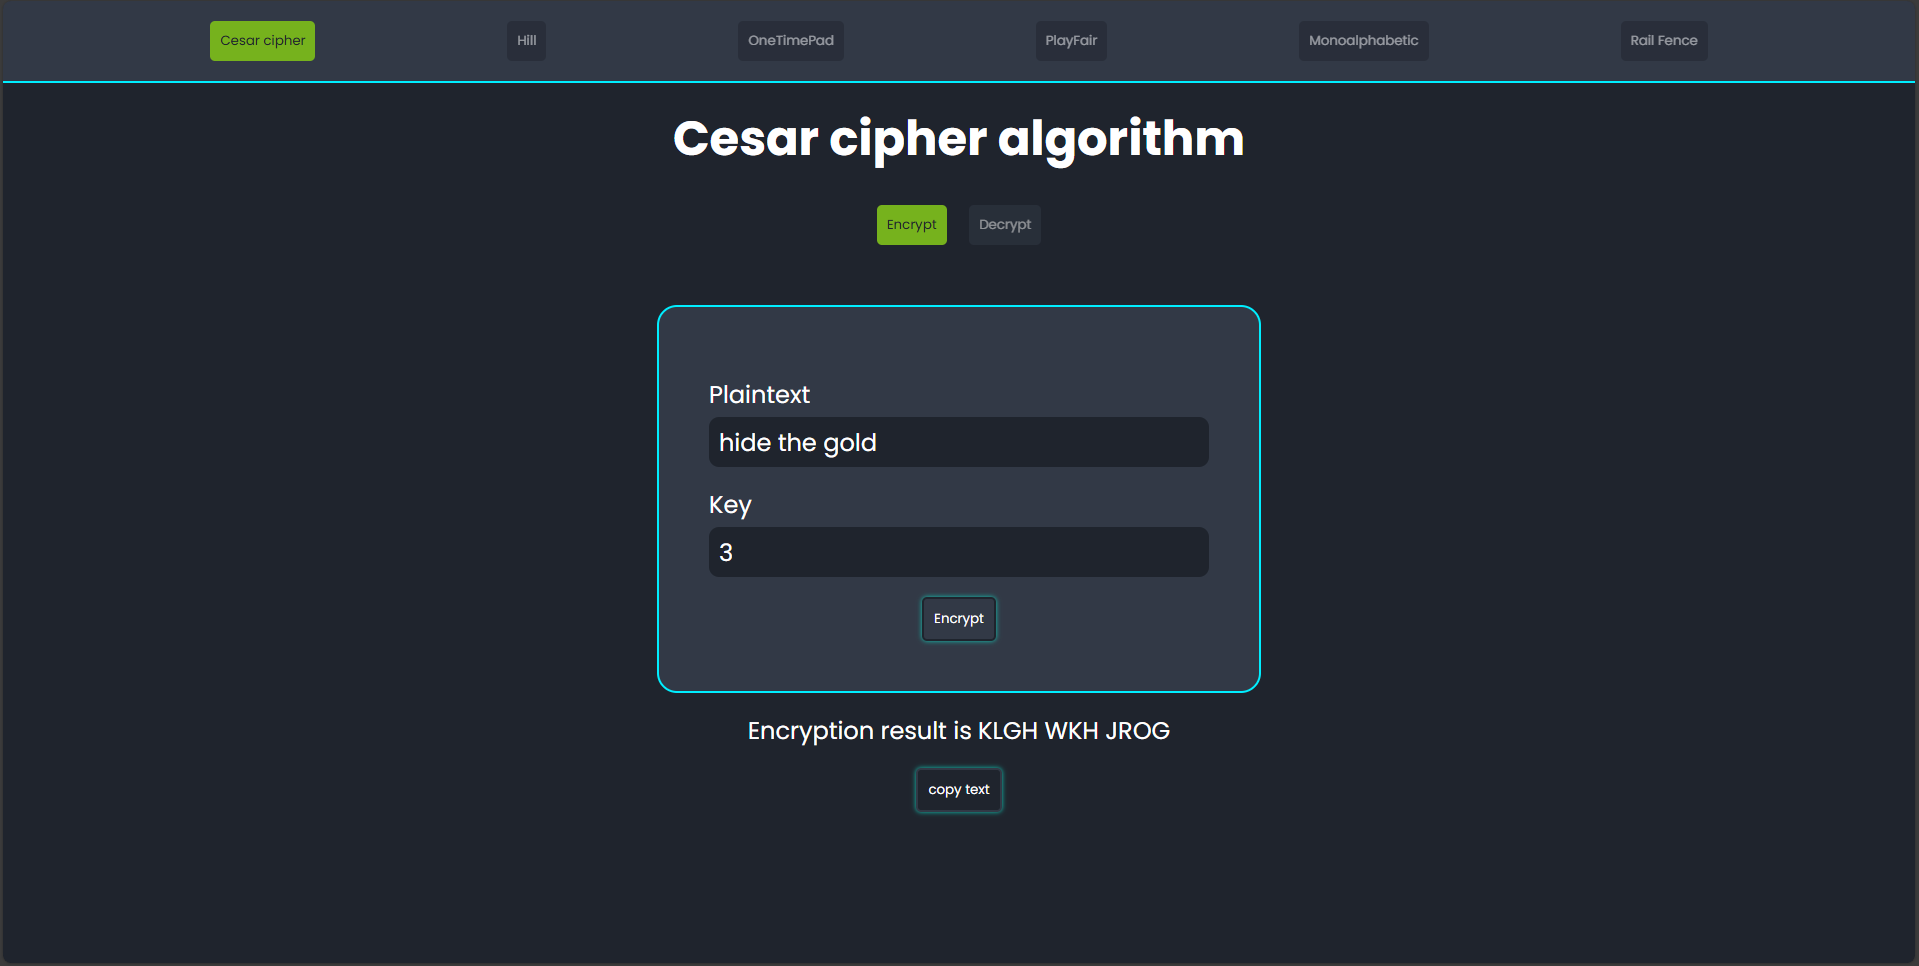 Cesar cipher Hill OneTimePad PlayFair Monoalphabetic Rail Fence
Cesar cipher algorithm
Encrypt Decrypt
Plaintext
hide the gold
Key
3
Encrypt
Encryption result is KLGH WKH JROG
copy text